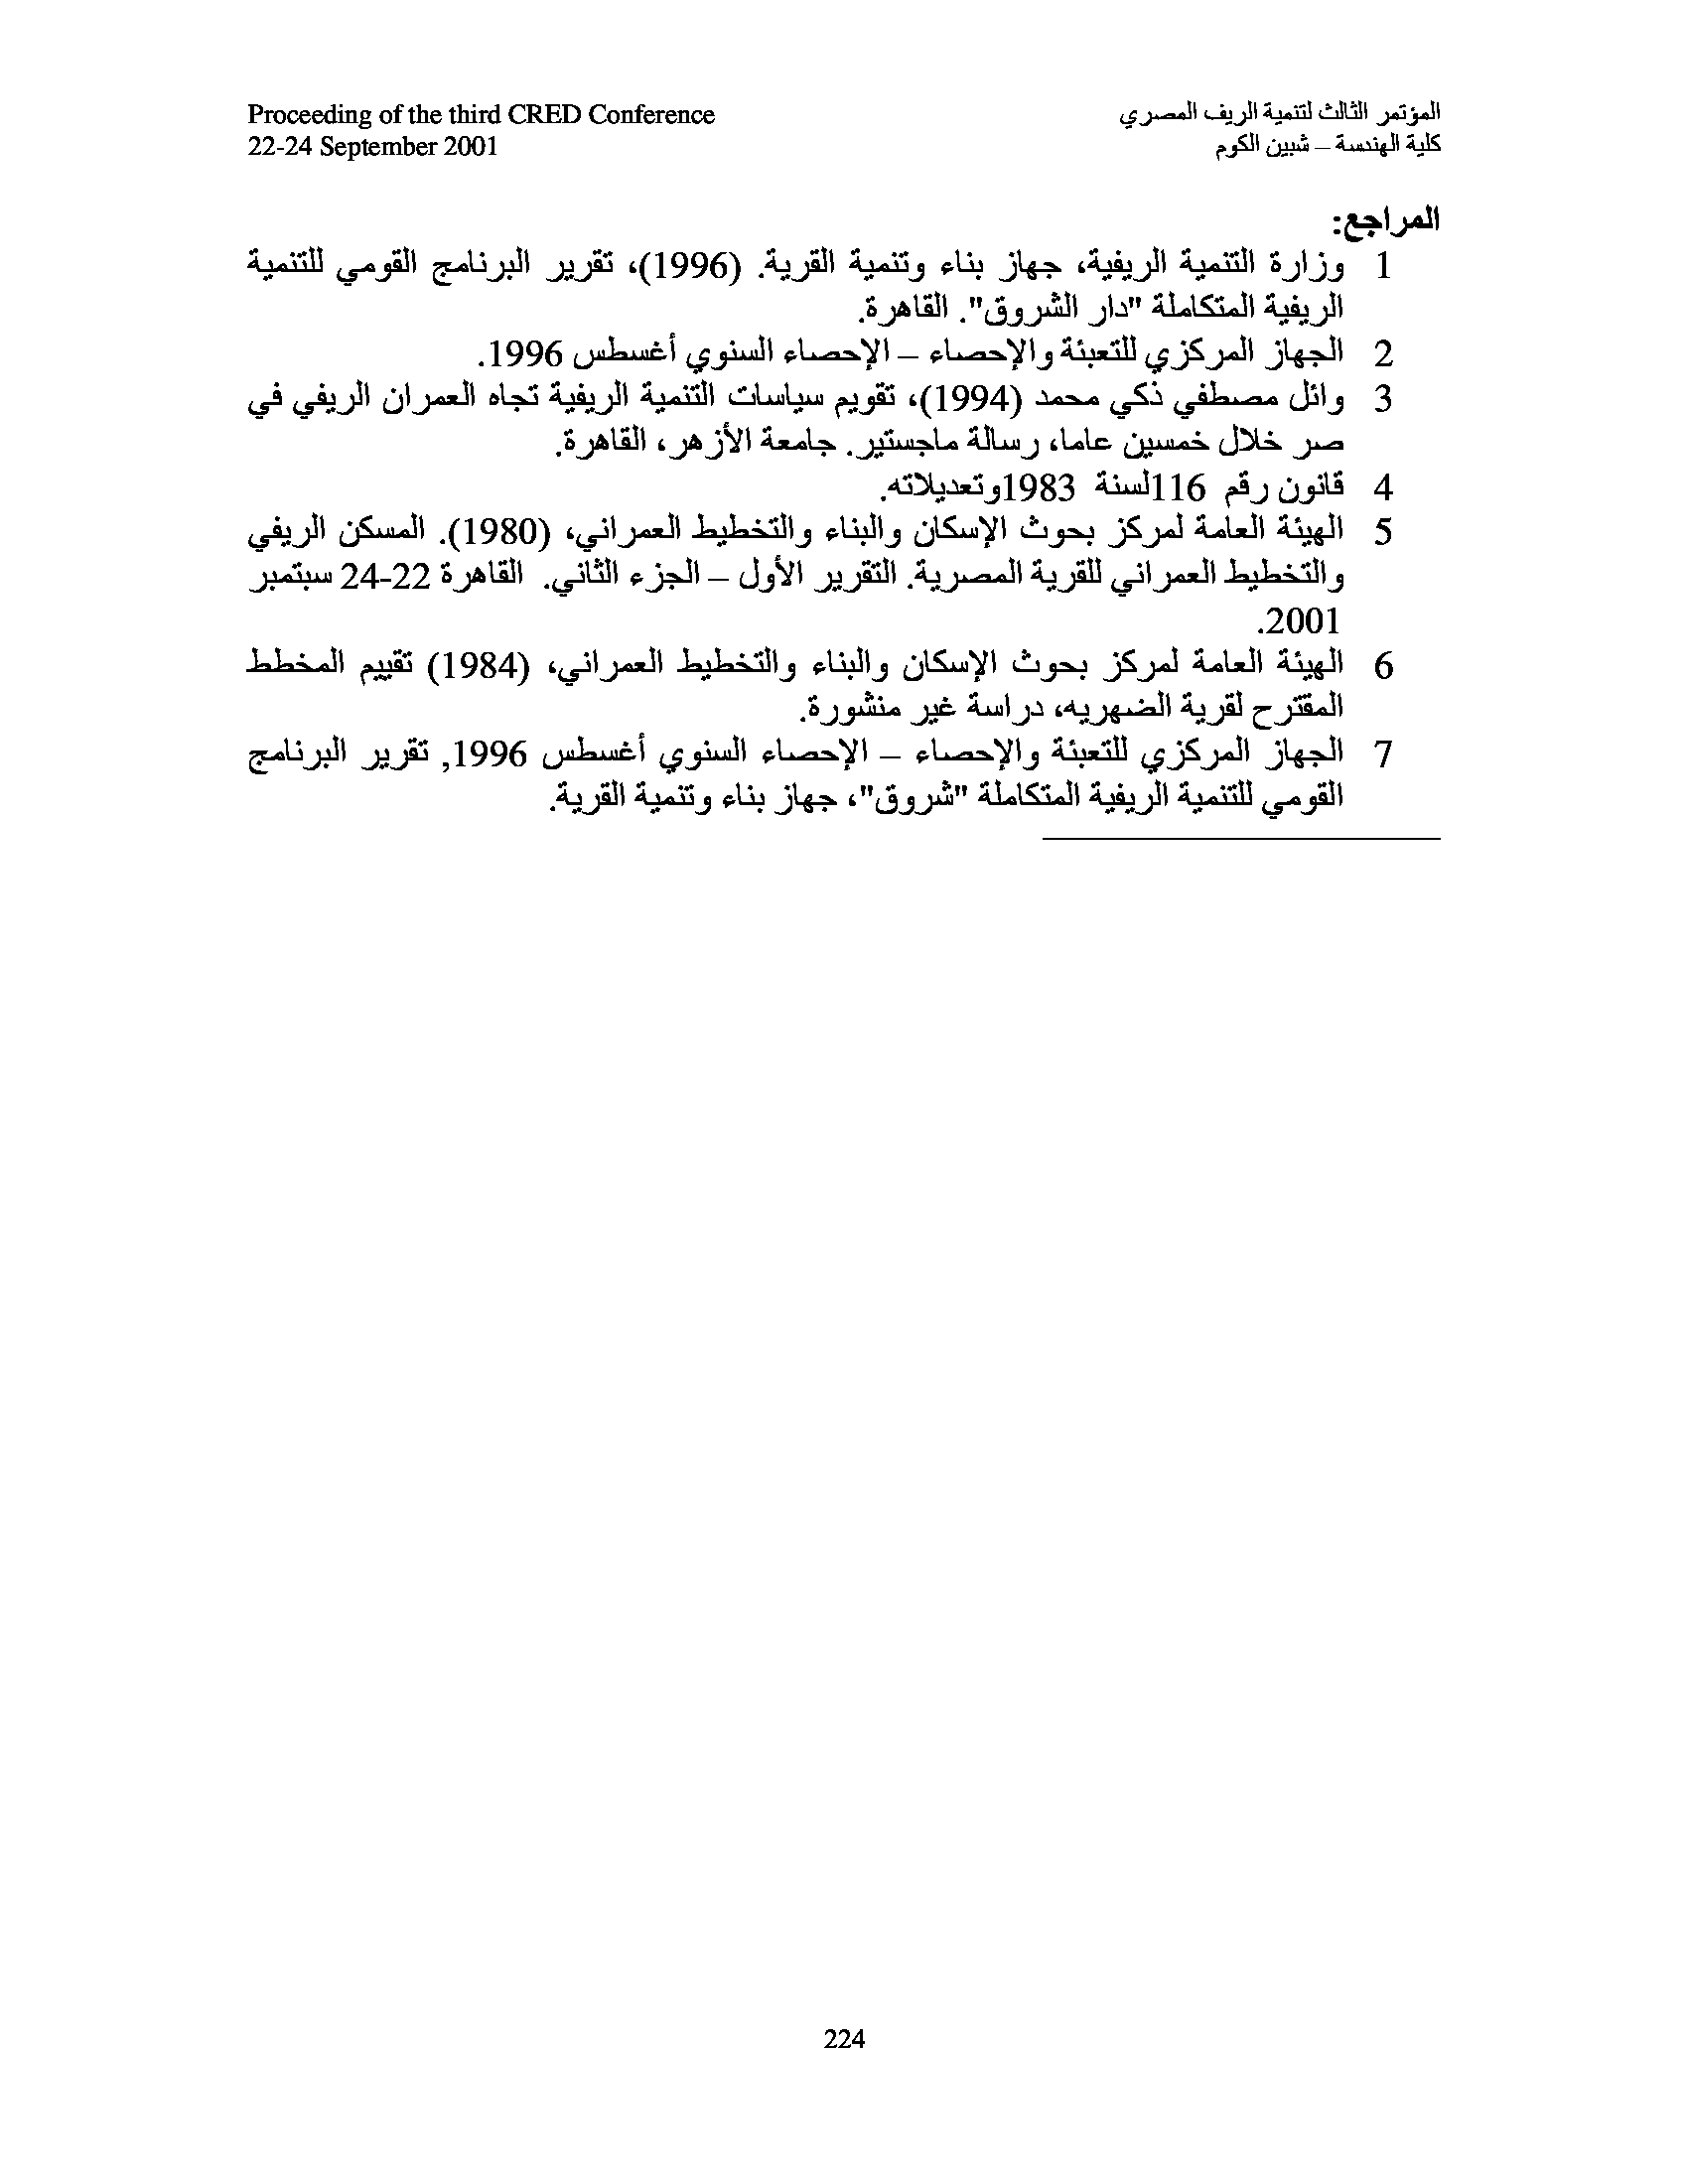 Proceeding of the third CRED Conference
22-24 September 2001
المؤتمر الثالث لتنمية الريف المصري
كلية الهندسة – شبين الكوم
المراجع:
1 وزارة التنمية الريفية، جهاز بناء وتنمية القرية. (1996)، تقرير البرنامج القومي للتنمية
الريفية المتكاملة "دار الشروق". القاهرة.
2 الجهاز المركزي للتعبئة والإحصاء – الإحصاء السنوي أغسطس 1996.
3 وائل مصطفي ذكي محمد (1994)، تقويم سياسات التنمية الريفية تجاه العمران الريفي في
صر خلال خمسين عاما، رسالة ماجستير. جامعة الأزهر، القاهرة.
4 قانون رقم 116لسنة 1983وتعديلاته.
5 الهيئة العامة لمركز بحوث الإسكان والبناء والتخطيط العمراني، (1980). المسكن الريفي
والتخطيط العمراني للقرية المصرية. التقرير الأول – الجزء الثاني. القاهرة 22-24 سبتمبر
2001.
6 الهيئة العامة لمركز بحوث الإسكان والبناء والتخطيط العمراني، (1984) تقييم المخطط
المقترح لقرية الضهريه، دراسة غير منشورة.
7 الجهاز المركزي للتعبئة والإحصاء – الإحصاء السنوي أغسطس 1996, تقرير البرنامج
القومي للتنمية الريفية المتكاملة "شروق"، جهاز بناء وتنمية القرية.
224